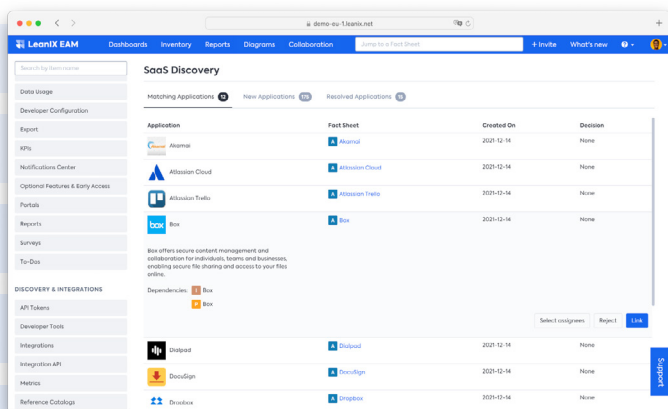 demo-eu-1.leanix.net
LeanIX EAM
Dashboards Inventory Reports Diagrams Collaboration
Jump to a Fact Sheet
+ Invite What's new
Search by item name
Data Usage
Developer Configuration
Export
KPIs
Notifications Center
Optional Features & Early Access
Portals
Reports
Surveys
To-Dos
DISCOVERY & INTEGRATIONS
API Tokens
Developer Tools
Integrations
Integration API
Metrics
Reference Catalogs
SaaS Discovery
Matching Applications 12 New Applications 175 Resolved Applications
Application Fact Sheet Created On Decision
Akamai A Akamai 2021-12-14 None
Atlassian Cloud A Atlassian Cloud 2021-12-14 None
Atlassian Trello A Atlassian Trello 2021-12-14 None
box Box A Box 2021-12-14 None
Box offers secure content management and
collaboration for individuals, teams and businesses,
enabling secure file sharing and access to your files
online.
Dependencies: I Box
P Box
Select assignees Reject Link
Dialpad A Dialpad 2021-12-14 None
DocuSign A DocuSign 2021-12-14 None
Dropbox A Dropbox 2021-12-14 None
Support